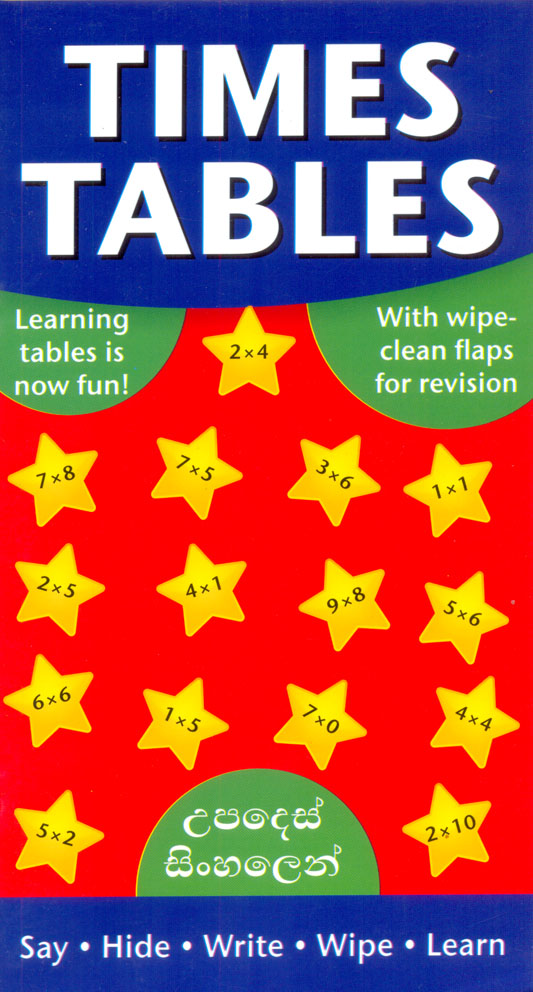 TIMES
TABLES
Learning
tables is
now fun!
With wipe-
clean flaps
for revision
2×4
7×8
7×5
3×6
1×1
2×5
4×1
9×8
5×6
6×6
1×5
7×0
4×4
5×2
2×10
උපදෙස්
සිංහලෙන්
Say • Hide • Write • Wipe • Learn